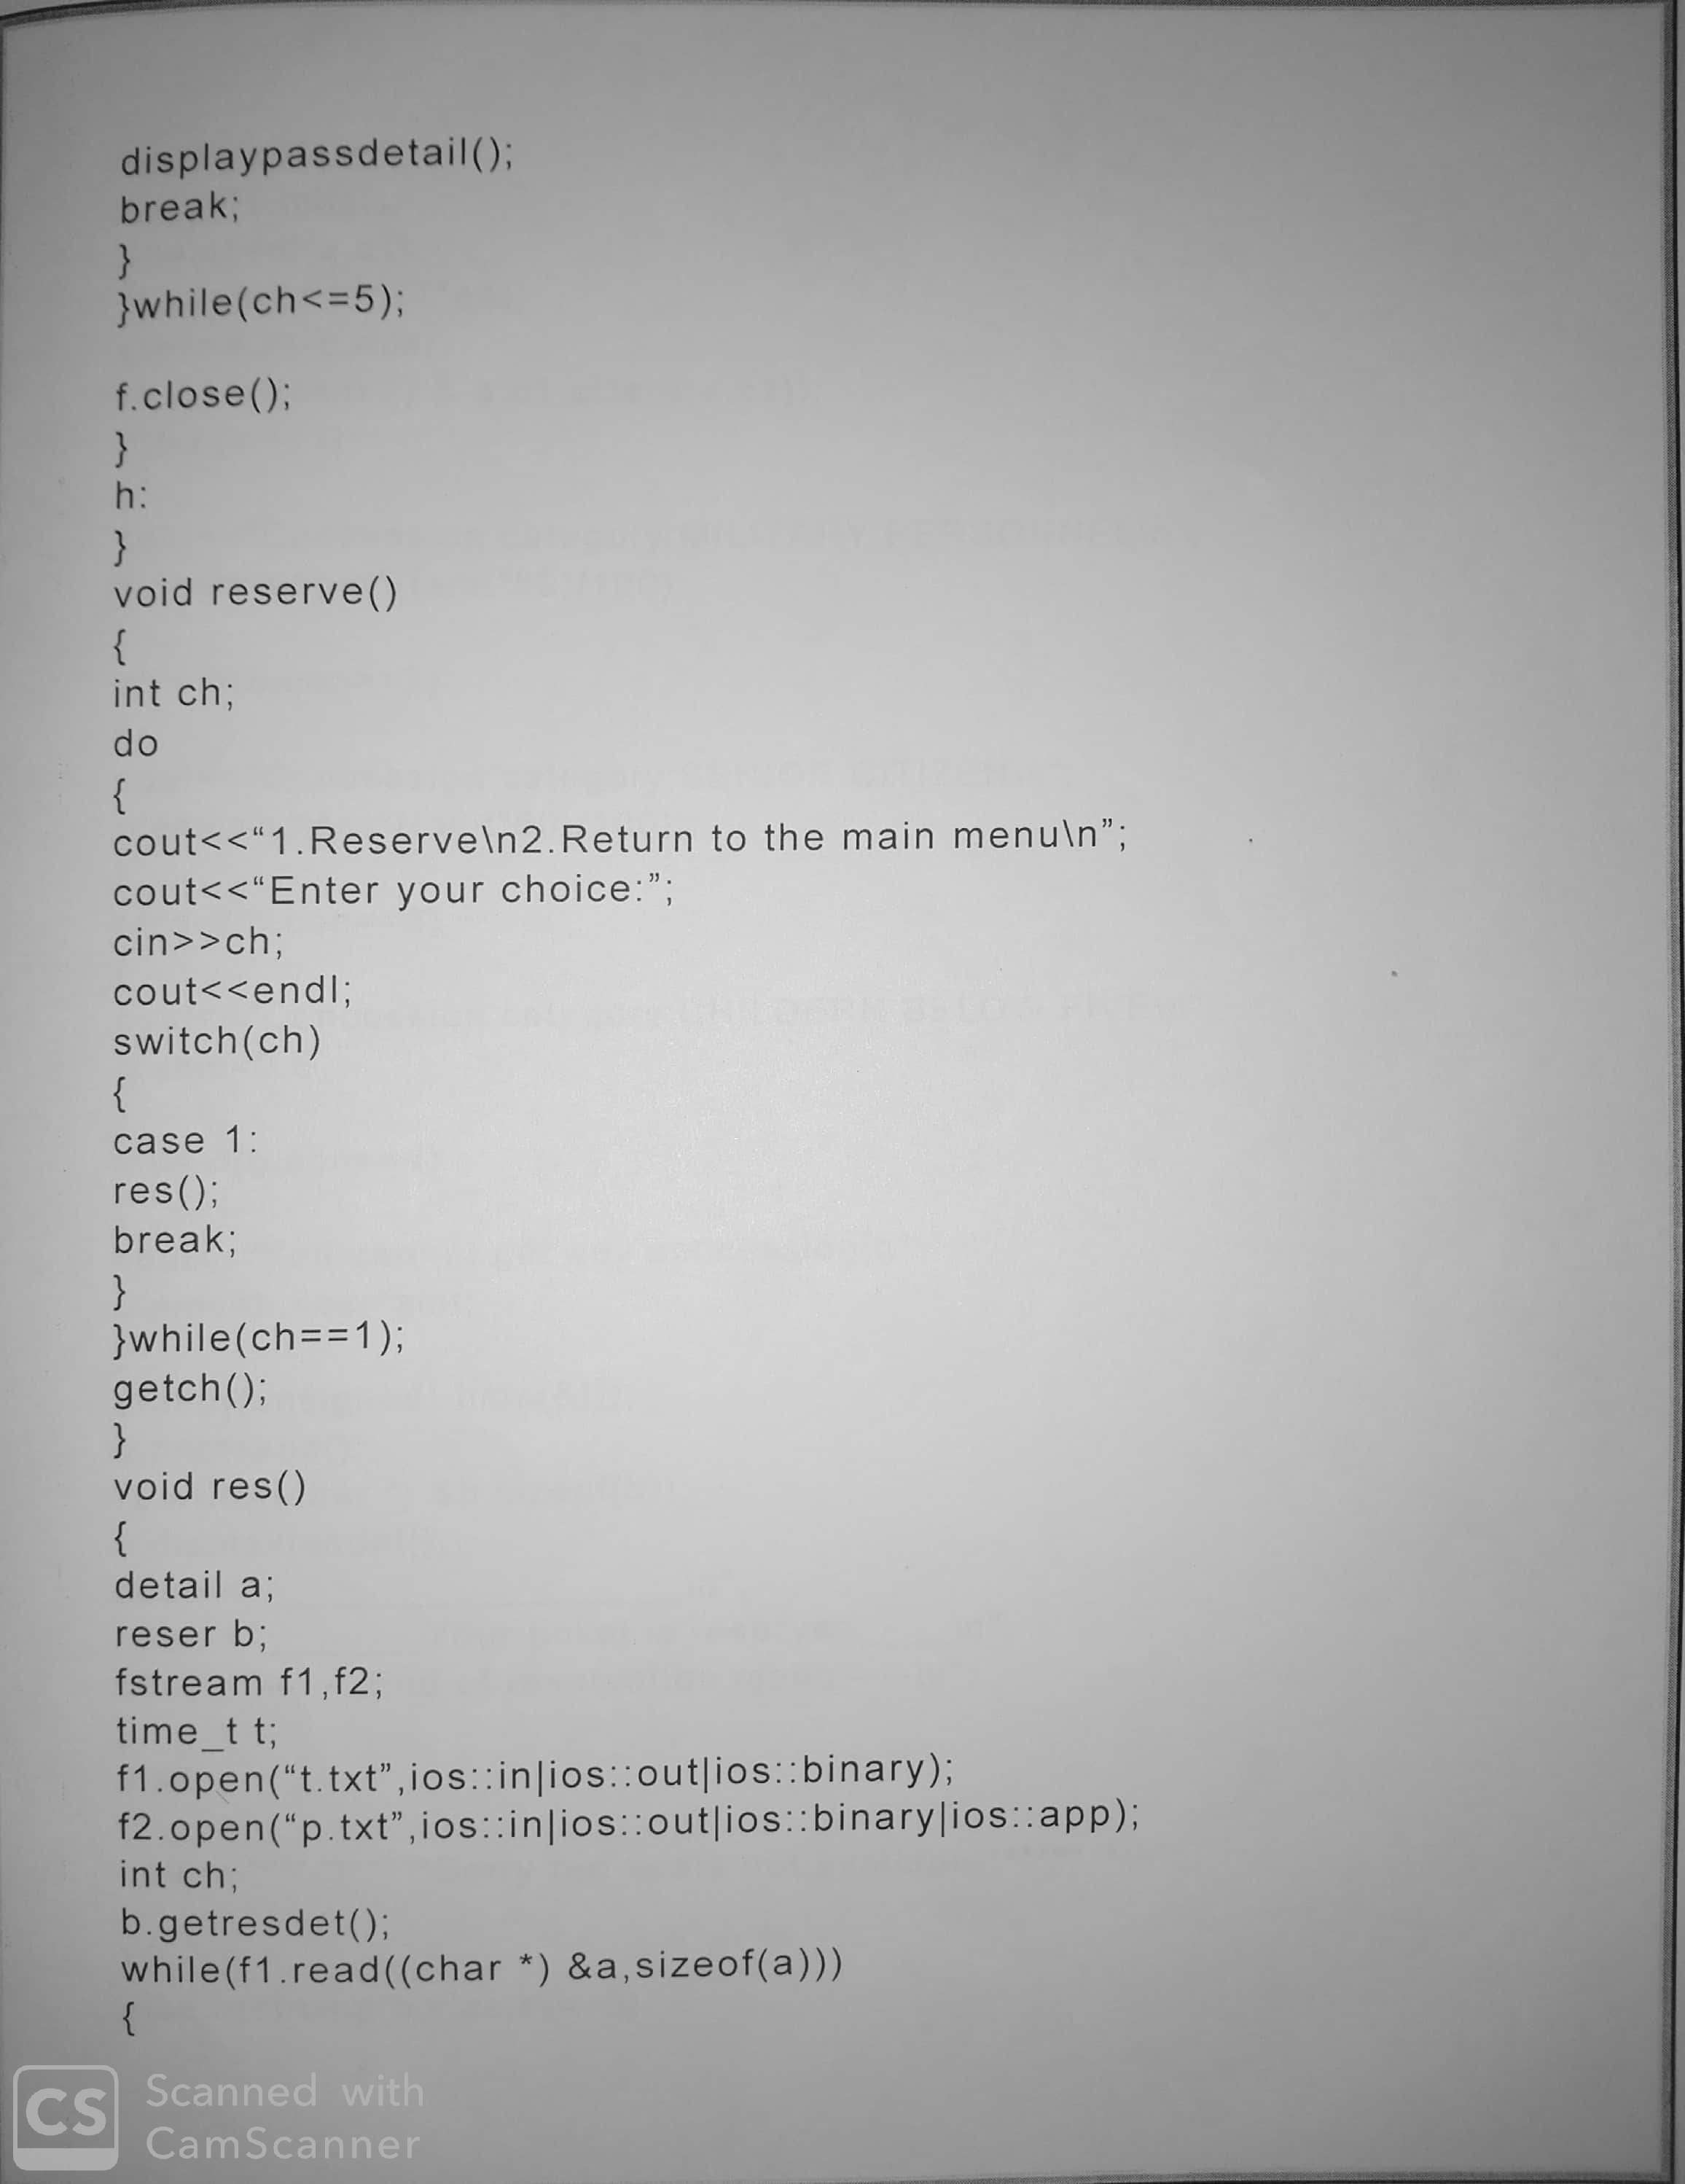 displaypassdetail();
break;
}
}while(ch<=5);
f.close();
}
h:
}
void reserve()
{
int ch;
do
{
cout<<“1.Reserve\n2.Return to the main menu\n”;
cout<<“Enter your choice:”;
cin>>ch;
cout<<endl;
switch(ch)
{
case 1:
res();
break;
}
}while(ch==1);
getch();
}
void res()
{
detail a;
reser b;
fstream f1,f2;
time_t t;
f1.open(“t.txt”,ios::in|ios::out|ios::binary);
f2.open(“p.txt”,ios::in|ios::out|ios::binary|ios::app);
int ch;
b.getresdet();
while(f1.read((char *) &a,sizeof(a)))
{
CS
Scanned with
CamScanner